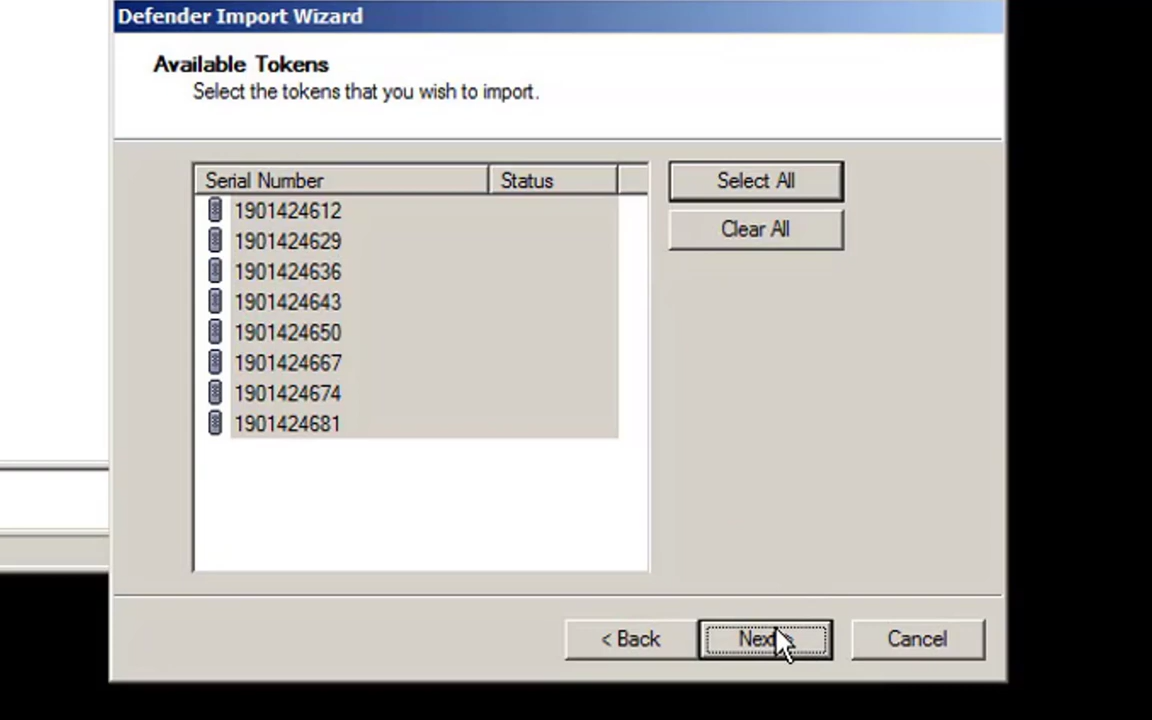 Defender Import Wizard
Available Tokens
Select the tokens that you wish to import.
Serial Number Status
1901424612
1901424629
1901424636
1901424643
1901424650
1901424667
1901424674
1901424681
Select All
Clear All
< Back Next Cancel